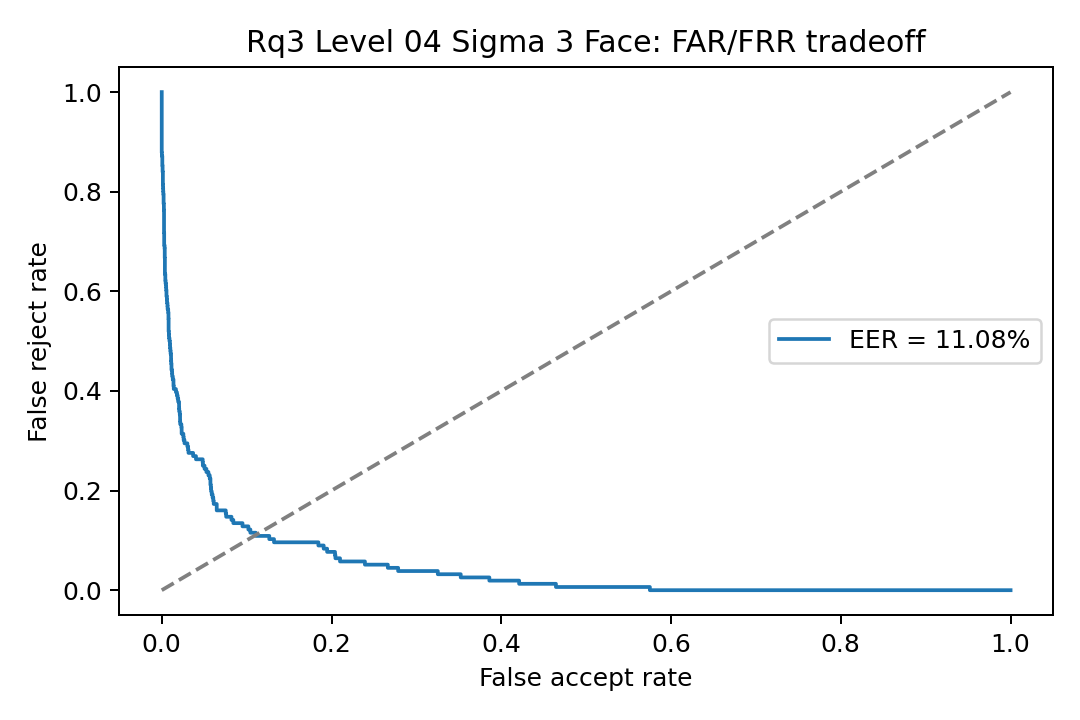 Rq3 Level 04 Sigma 3 Face: FAR/FRR tradeoff
1.0
0.8
0.6
0.4
0.2
0.0
False reject rate
EER = 11.08%
0.0 0.2 0.4 0.6 0.8 1.0
False accept rate